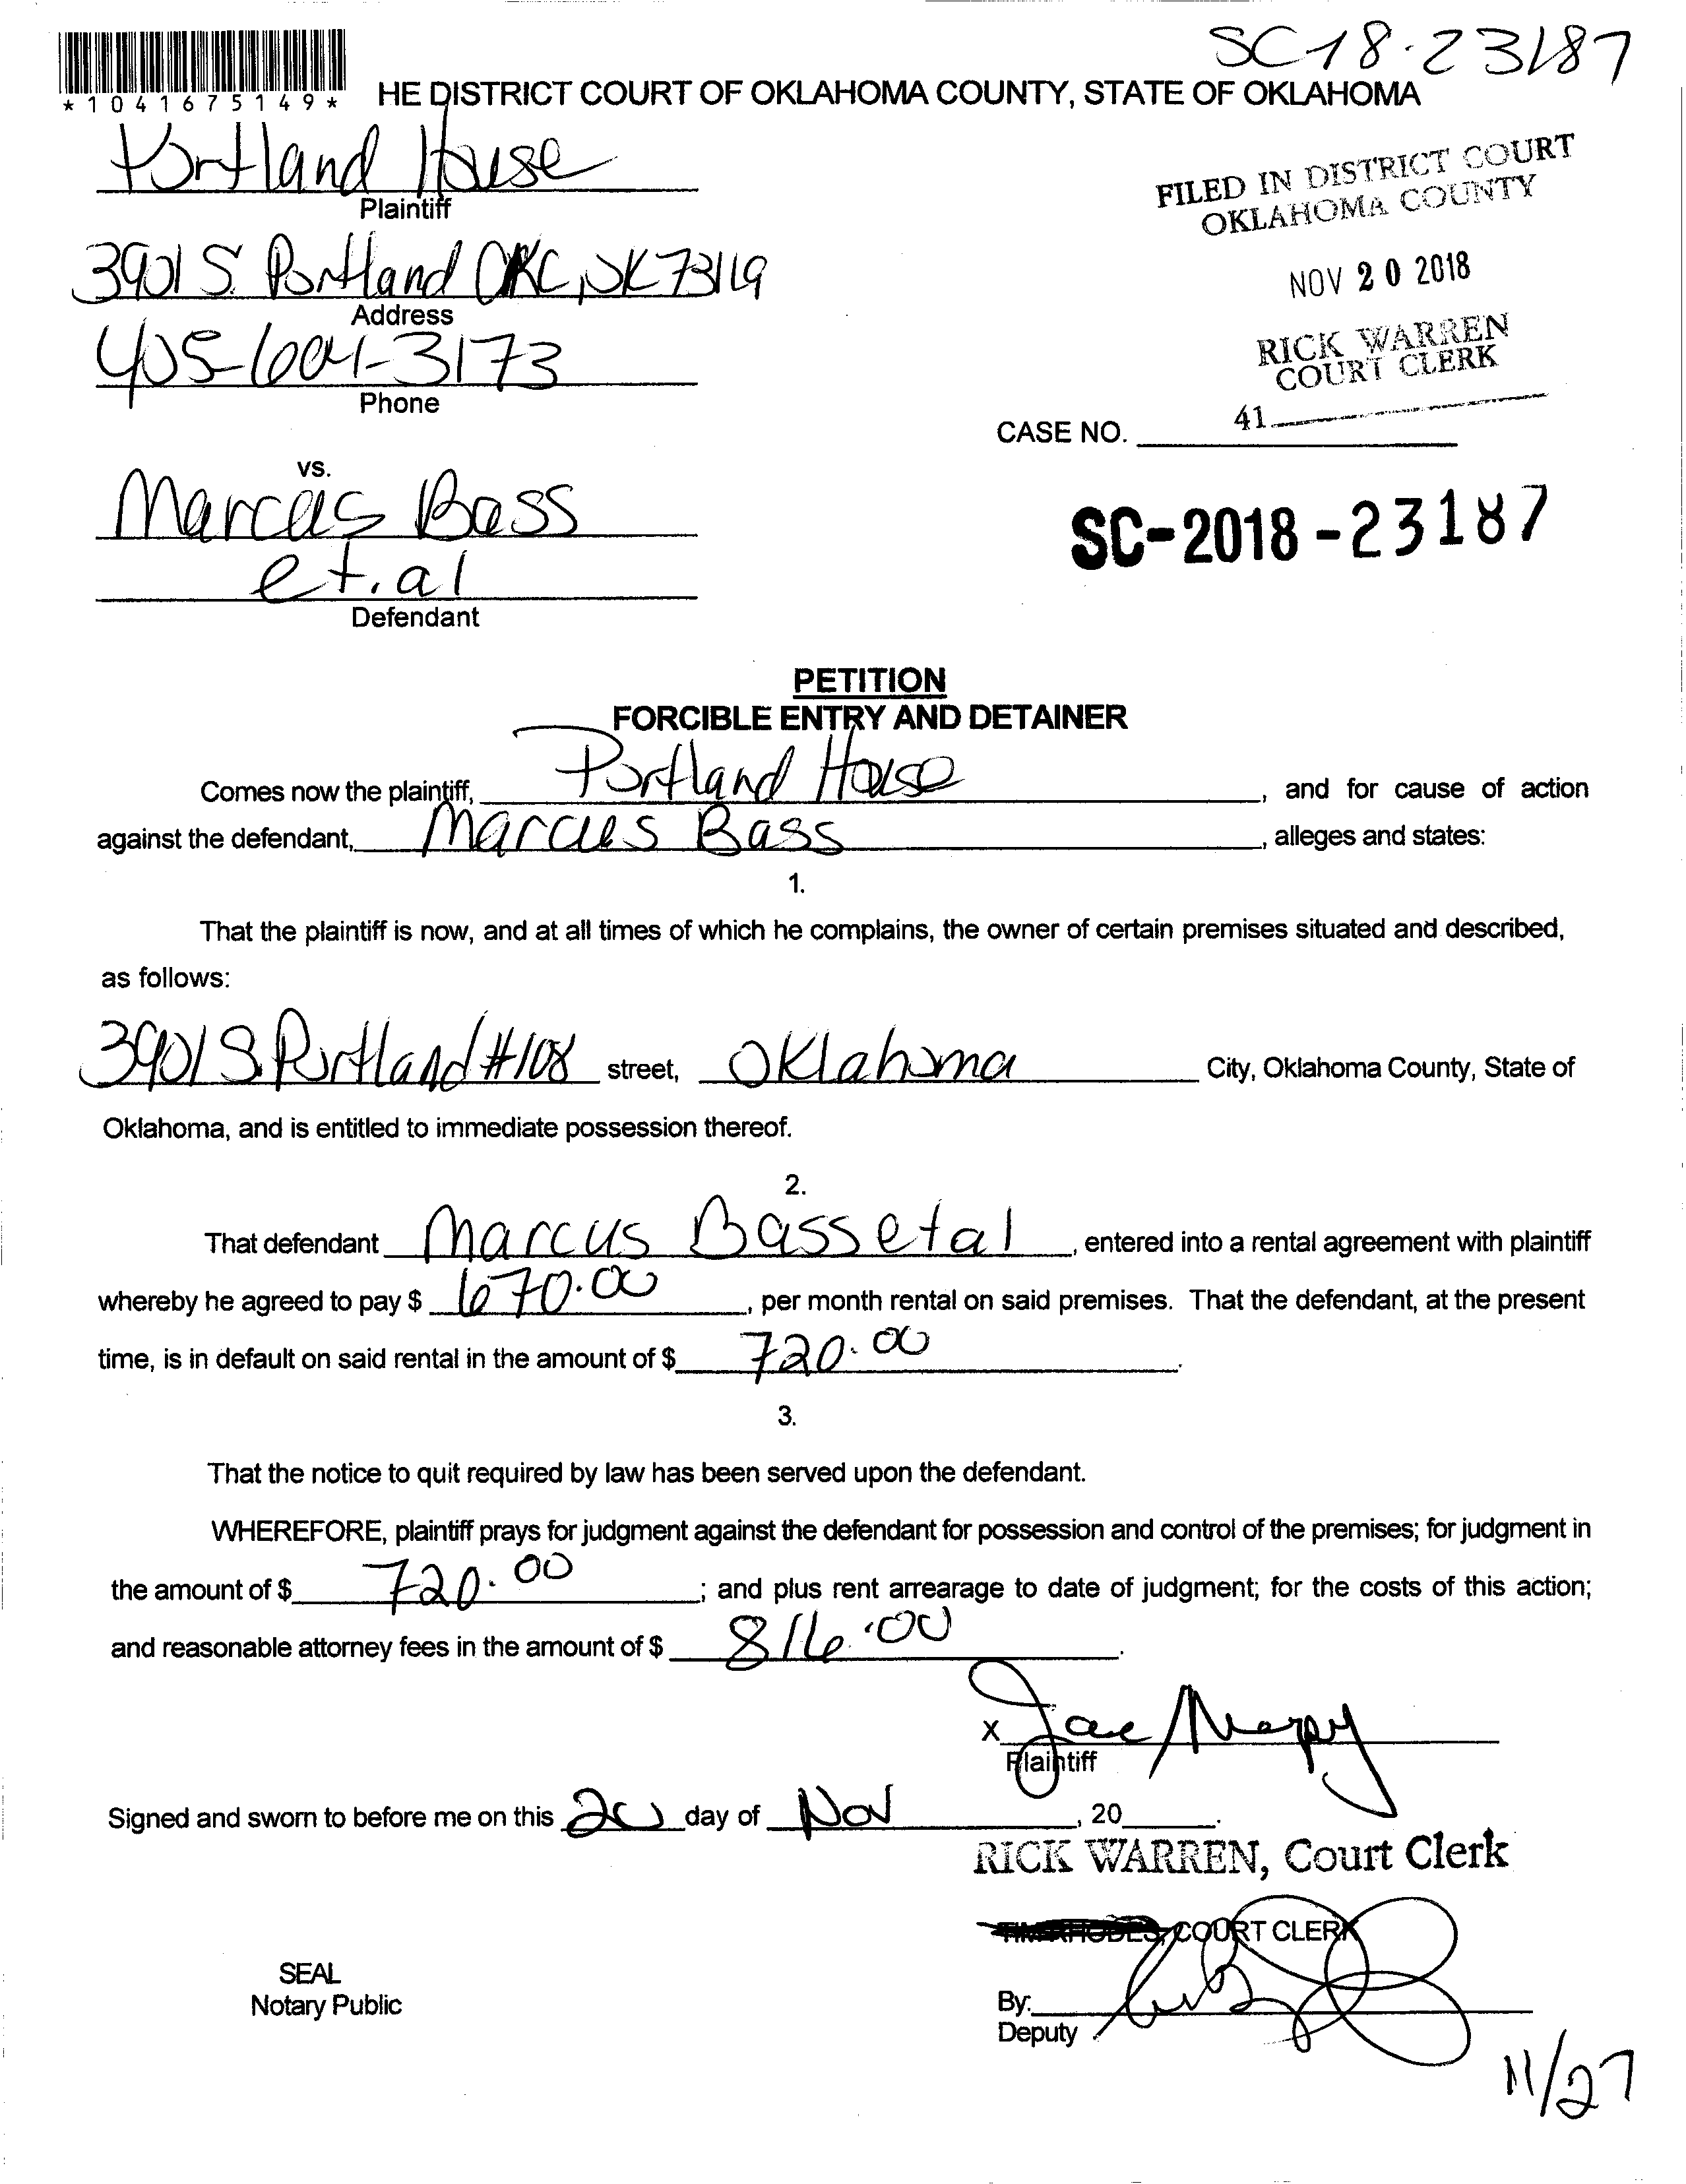 SC18-23187
*1041675149*
HE DISTRICT COURT OF OKLAHOMA COUNTY, STATE OF OKLAHOMA
Portland House
Plaintiff
FILED IN DISTRICT COURT
OKLAHOMA COUNTY
3901 S. Portland OKC, OK 73119
Address
NOV 20 2018
405-604-3173
Phone
RICK WARREN
COURT CLERK
41
CASE NO.
vs.
Marcus Bass
et.al
Defendant
SC-2018-23187
PETITION
FORCIBLE ENTRY AND DETAINER
Comes now the plaintiff, Portland House, and for cause of action
against the defendant, Marcus Bass, alleges and states:
1.
That the plaintiff is now, and at all times of which he complains, the owner of certain premises situated and described,
as follows:
3901 S. Portland #108 street, Oklahoma City, Oklahoma County, State of
Oklahoma, and is entitled to immediate possession thereof.
2.
That defendant Marcus Bass etal, entered into a rental agreement with plaintiff
whereby he agreed to pay $ 670.00, per month rental on said premises. That the defendant, at the present
time, is in default on said rental in the amount of $ 720.00.
3.
That the notice to quit required by law has been served upon the defendant.
WHEREFORE, plaintiff prays for judgment against the defendant for possession and control of the premises; for judgment in
the amount of $ 720.00; and plus rent arrearage to date of judgment; for the costs of this action;
and reasonable attorney fees in the amount of $ 816.00.
X
Plaintiff
Signed and sworn to before me on this 20 day of Nov, 20.
RICK WARREN, Court Clerk
COURT CLERK
SEAL
Notary Public
By:
Deputy
11/27